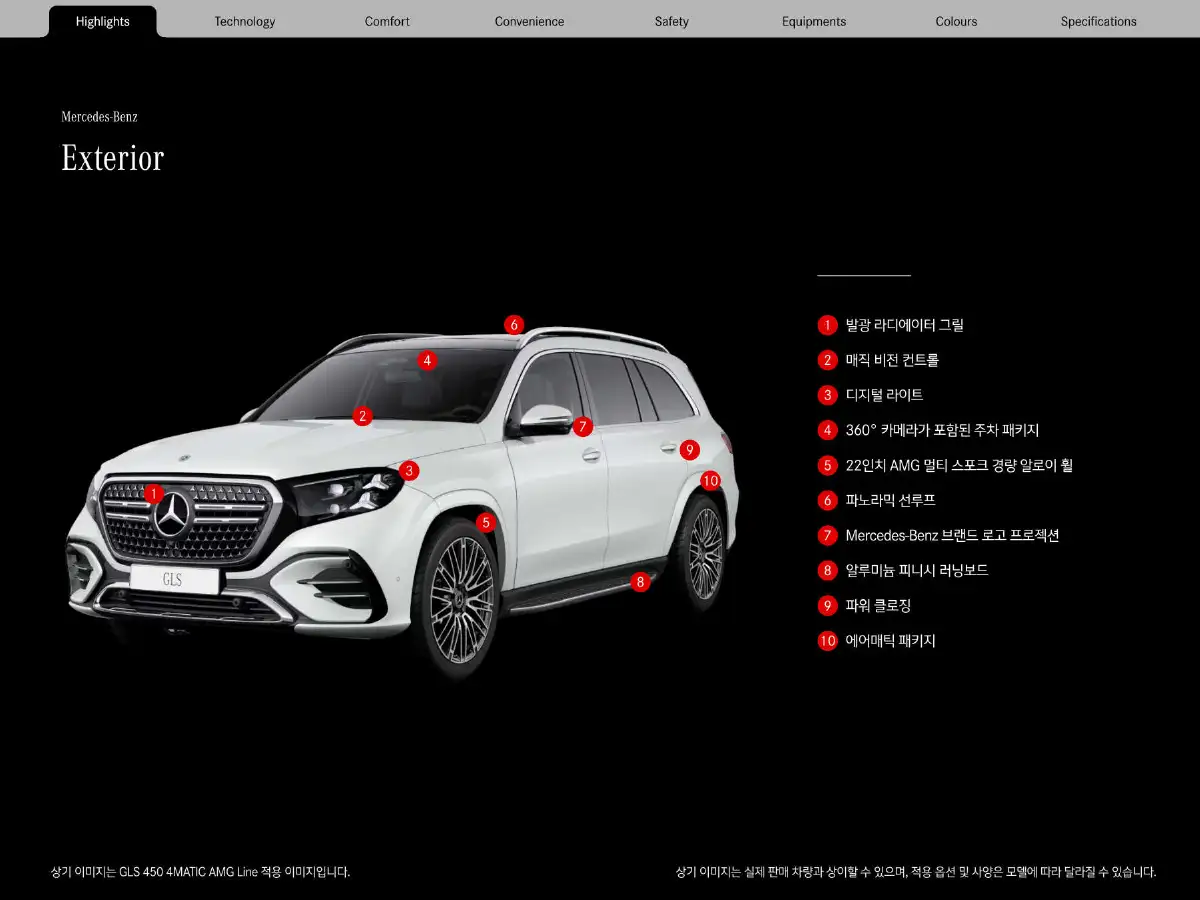 Highlights
Technology
Comfort
Convenience
Safety
Equipments
Colours
Specifications
Mercedes-Benz
Exterior
6
4
2
7
9
3
10
1
5
GLS
8
1 발광 라디에이터 그릴
2 매직 비전 컨트롤
3 디지털 라이트
4 360° 카메라가 포함된 주차 패키지
5 22인치 AMG 멀티 스포크 경량 알로이 휠
6 파노라믹 선루프
7 Mercedes-Benz 브랜드 로고 프로젝션
8 알루미늄 피니시 러닝보드
9 파워 클로징
10 에어매틱 패키지
상기 이미지는 GLS 450 4MATIC AMG Line 적용 이미지입니다.
상기 이미지는 실제 판매 차량과 상이할 수 있으며, 적용 옵션 및 사양은 모델에 따라 달라질 수 있습니다.